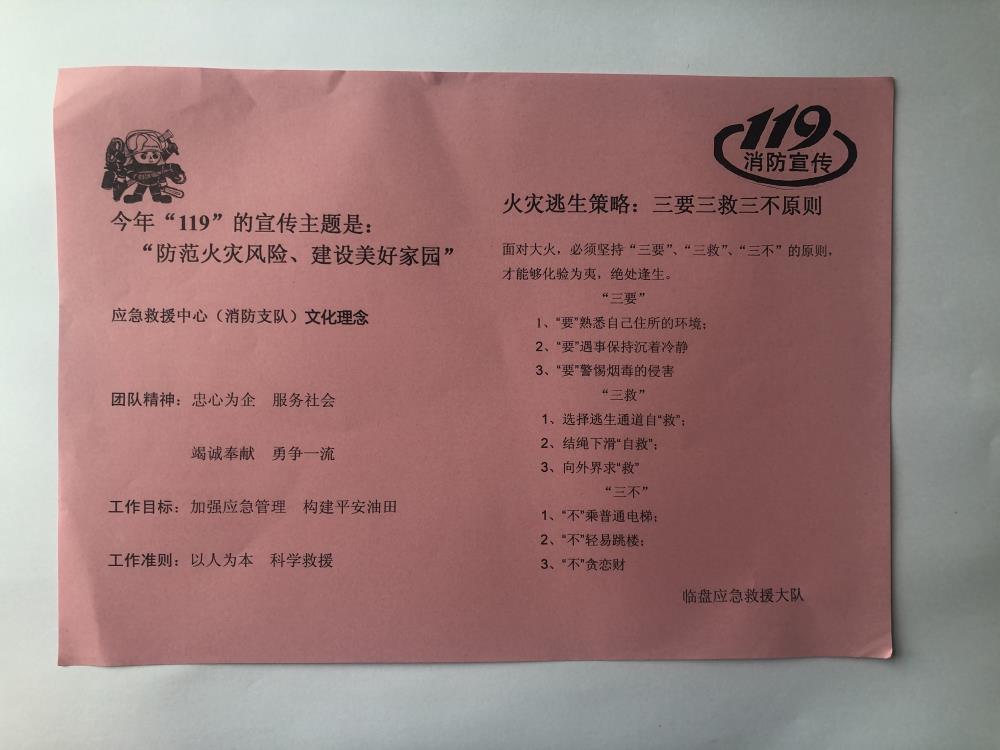 今年“119”的宣传主题是：
“防范火灾风险、建设美好家园”
应急救援中心（消防支队）文化理念
团队精神：忠心为企 服务社会
竭诚奉献 勇争一流
工作目标：加强应急管理 构建平安油田
工作准则：以人为本 科学救援
119
消防宣传
火灾逃生策略：三要三救三不原则
面对大火，必须坚持“三要”、“三救”、“三不”的原则，
才能够化验为夷，绝处逢生。
“三要”
1、“要”熟悉自己住所的环境；
2、“要”遇事保持沉着冷静
3、“要”警惕烟毒的侵害
“三救”
1、选择逃生通道自“救”；
2、结绳下滑“自救”；
3、向外界求“救”
“三不”
1、“不”乘普通电梯；
2、“不”轻易跳楼；
3、“不”贪恋财
临盘应急救援大队